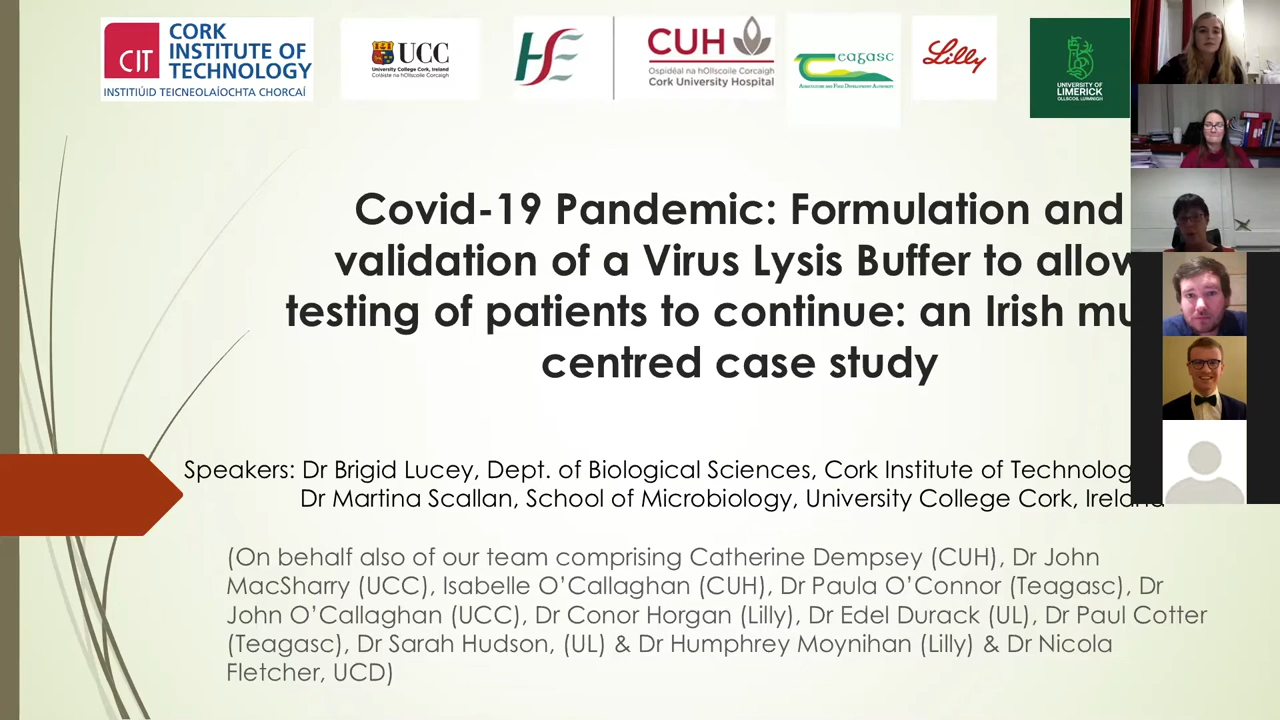 CIT
CORK
INSTITUTE OF
TECHNOLOGY
INSTITIÚID TEICNEOLAÍOCHTA CHORCAÍ
UCC
University College Cork, Ireland
Coláiste na hOllscoile Corcaigh
CUH
Ospidéal na hOllscoile Corcaigh
Cork University Hospital
eagasc
AGRICULTURE AND FOOD DEVELOPMENT AUTHORITY
Lilly
UNIVERSITY OF
LIMERICK
OLLSCOIL LUIMNIGH
Covid-19 Pandemic: Formulation and
validation of a Virus Lysis Buffer to allow
testing of patients to continue: an Irish mu
centred case study
Speakers: Dr Brigid Lucey, Dept. of Biological Sciences, Cork Institute of Technolog
Dr Martina Scallan, School of Microbiology, University College Cork, Ireland
(On behalf also of our team comprising Catherine Dempsey (CUH), Dr John
MacSharry (UCC), Isabelle O’Callaghan (CUH), Dr Paula O’Connor (Teagasc), Dr
John O’Callaghan (UCC), Dr Conor Horgan (Lilly), Dr Edel Durack (UL), Dr Paul Cotter
(Teagasc), Dr Sarah Hudson, (UL) & Dr Humphrey Moynihan (Lilly) & Dr Nicola
Fletcher, UCD)